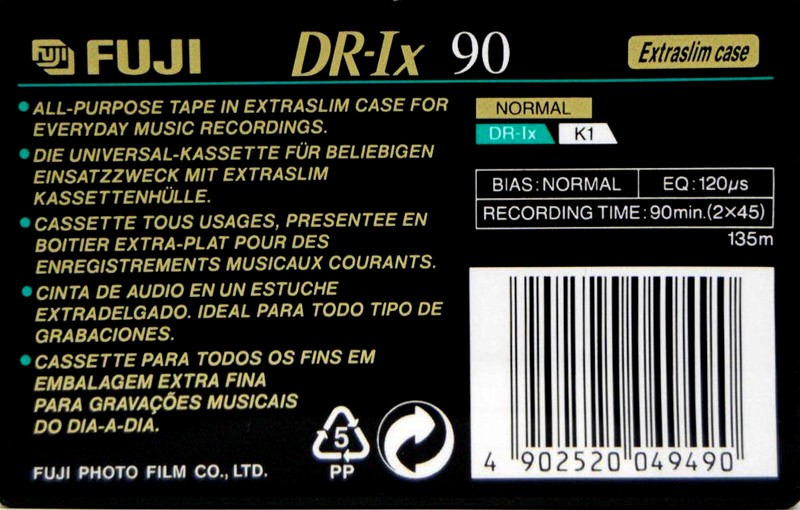 FUJI FUJI DR-Ix 90 Extraslim case
ALL-PURPOSE TAPE IN EXTRASLIM CASE FOR
EVERYDAY MUSIC RECORDINGS.
DIE UNIVERSAL-KASSETTE FÜR BELIEBIGEN
EINSATZZWECK MIT EXTRASLIM
KASSETTENHÜLLE.
CASSETTE TOUS USAGES, PRESENTEE EN
BOITIER EXTRA-PLAT POUR DES
ENREGISTREMENTS MUSICAUX COURANTS.
CINTA DE AUDIO EN UN ESTUCHE
EXTRADELGADO. IDEAL PARA TODO TIPO DE
GRABACIONES.
CASSETTE PARA TODOS OS FINS EM
EMBALAGEM EXTRA FINA
PARA GRAVAÇÕES MUSICAIS
DO DIA-A-DIA.
FUJI PHOTO FILM CO., LTD.
5
PP
NORMAL
DR-Ix K1
BIAS:NORMAL EQ:120µs
RECORDING TIME:90min.(2×45)
135m
4 902520 049490